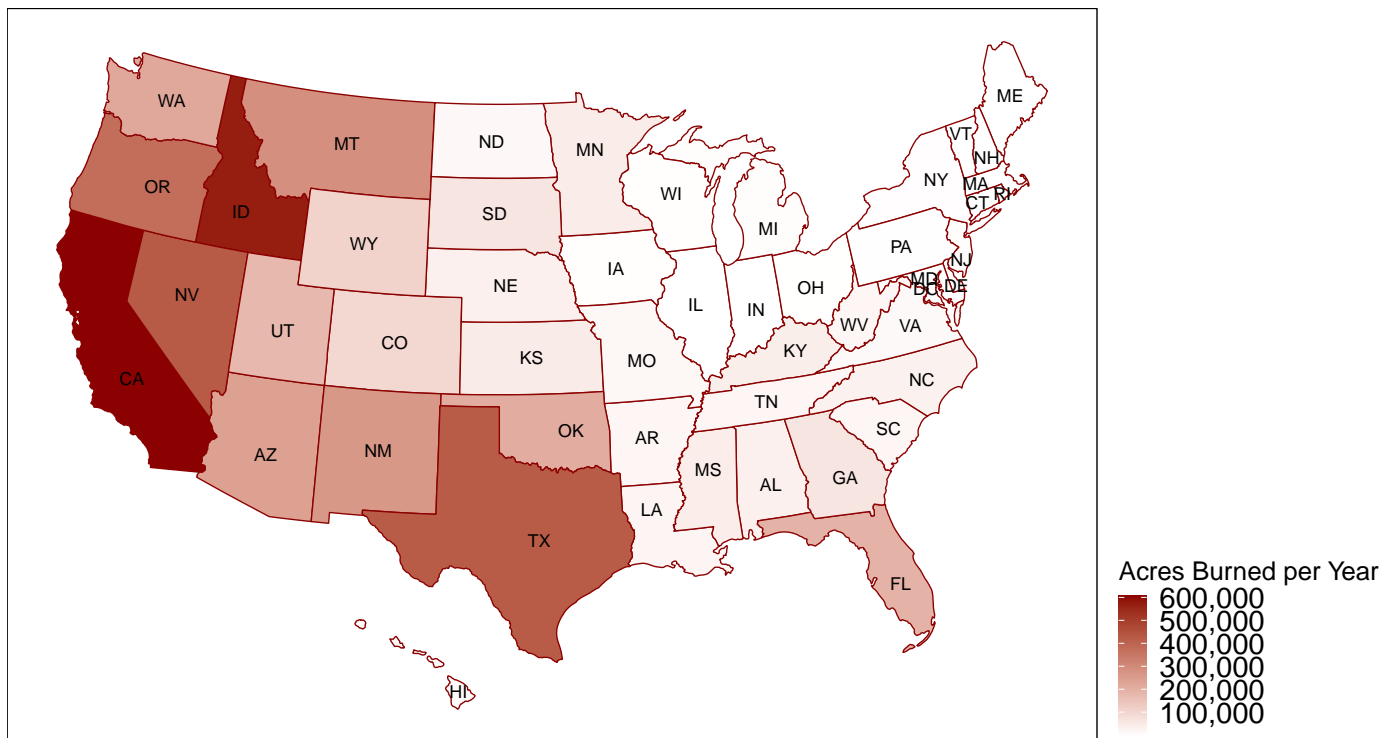 ME
WA
VT
ND
MT
MN
NH
NY
MA
OR
WI
RI
CT
ID
SD
MI
WY
PA
NJ
IA
MD
NE
OH
DE
DC
NV
IL
IN
WV
VA
UT
CO
KY
KS
MO
CA
NC
TN
SC
OK
AR
NM
AZ
MS
GA
AL
LA
TX
FL
HI
Acres Burned per Year
600,000
500,000
400,000
300,000
200,000
100,000